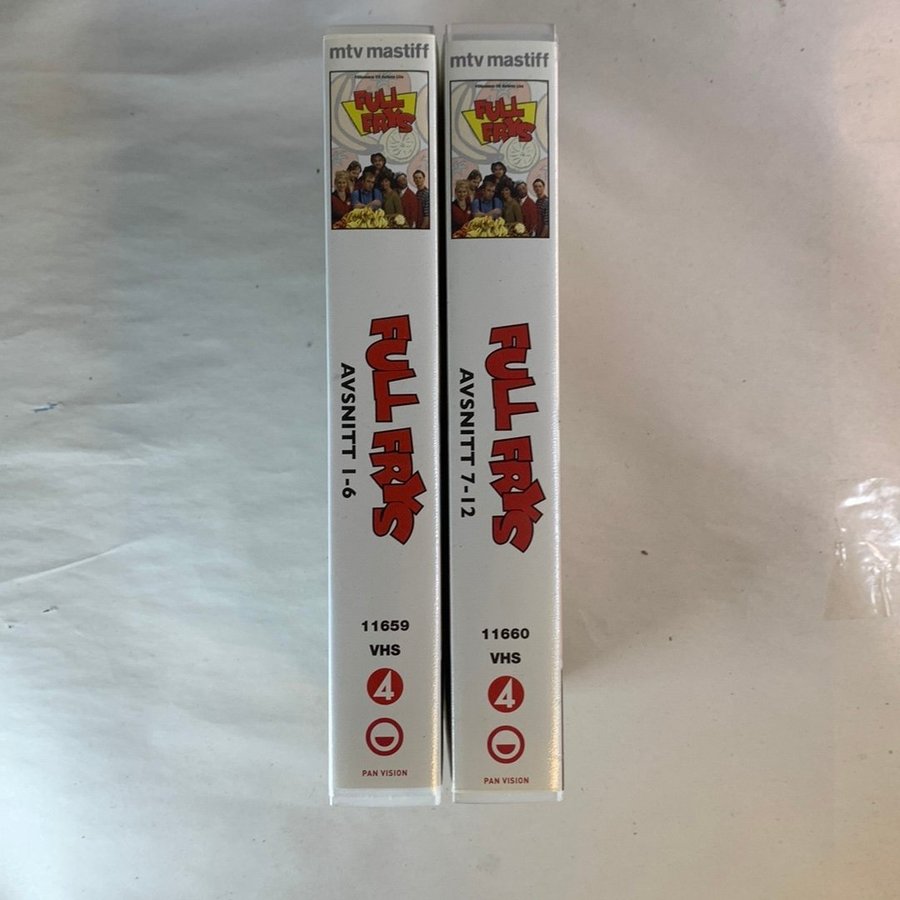 mtv mastiff
FULL
FRYS
FULL FRYS
AVSNITT 1-6
11659
VHS
4
PAN VISION
mtv mastiff
FULL
FRYS
FULL FRYS
AVSNITT 7-12
11660
VHS
4
PAN VISION